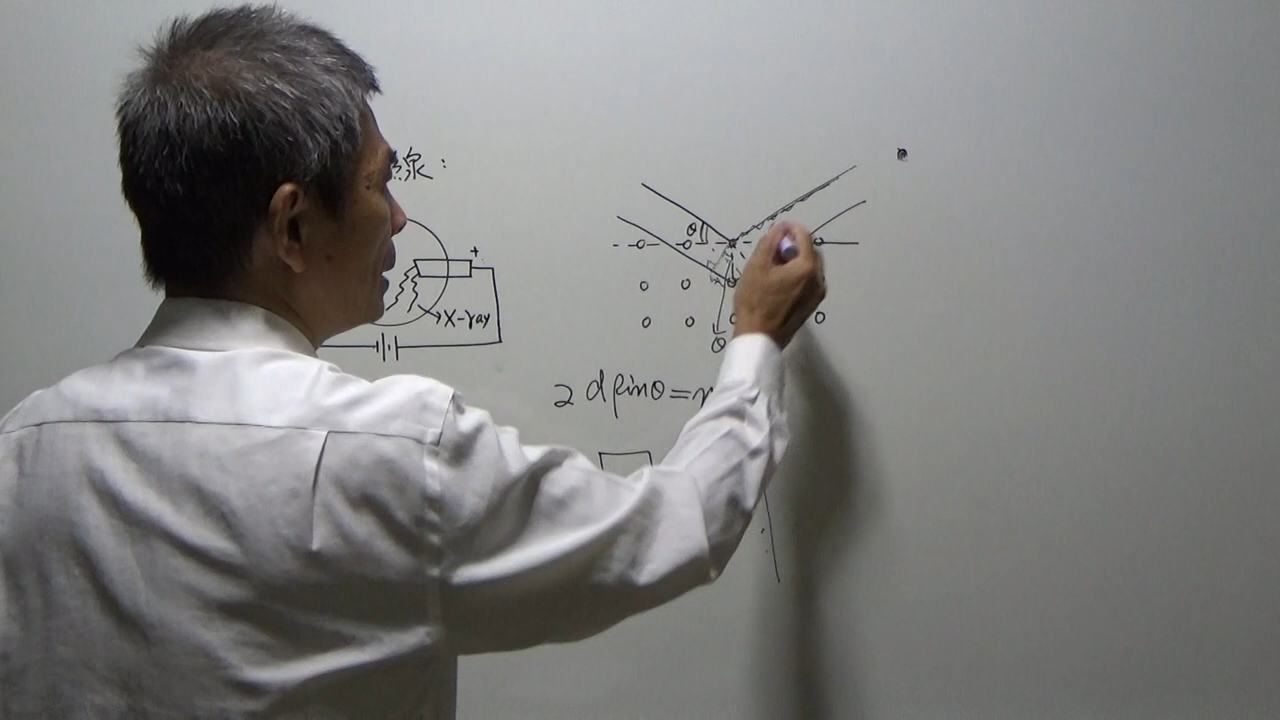 線:
+
X-ray
θ
θ
2 d sinθ = n